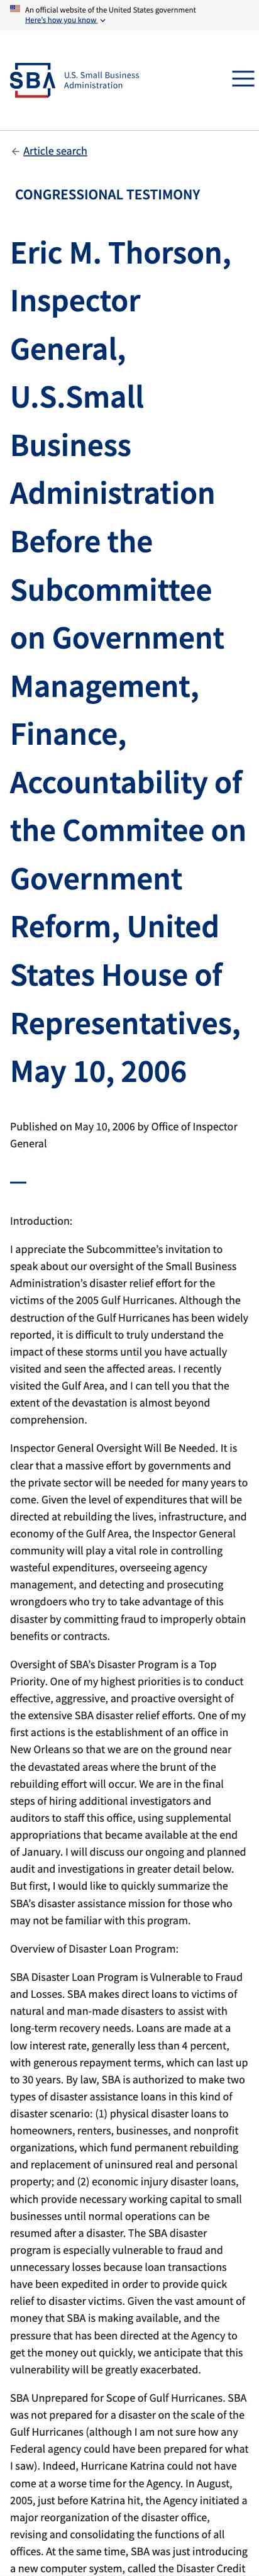 An official website of the United States government
Here's how you know
SBA
U.S. Small Business
Administration
← Article search
CONGRESSIONAL TESTIMONY
Eric M. Thorson,
Inspector
General,
U.S.Small
Business
Administration
Before the
Subcommittee
on Government
Management,
Finance,
Accountability of
the Commitee on
Government
Reform, United
States House of
Representatives,
May 10, 2006
Published on May 10, 2006 by Office of Inspector
General
Introduction:
I appreciate the Subcommittee's invitation to
speak about our oversight of the Small Business
Administration's disaster relief effort for the
victims of the 2005 Gulf Hurricanes. Although the
destruction of the Gulf Hurricanes has been widely
reported, it is difficult to truly understand the
impact of these storms until you have actually
visited and seen the affected areas. I recently
visited the Gulf Area, and I can tell you that the
extent of the devastation is almost beyond
comprehension.
Inspector General Oversight Will Be Needed. It is
clear that a massive effort by governments and
the private sector will be needed for many years to
come. Given the level of expenditures that will be
directed at rebuilding the lives, infrastructure, and
economy of the Gulf Area, the Inspector General
community will play a vital role in controlling
wasteful expenditures, overseeing agency
management, and detecting and prosecuting
wrongdoers who try to take advantage of this
disaster by committing fraud to improperly obtain
benefits or contracts.
Oversight of SBA's Disaster Program is a Top
Priority. One of my highest priorities is to conduct
effective, aggressive, and proactive oversight of
the extensive SBA disaster relief efforts. One of my
first actions is the establishment of an office in
New Orleans so that we are on the ground near
the devastated areas where the brunt of the
rebuilding effort will occur. We are in the final
steps of hiring additional investigators and
auditors to staff this office, using supplemental
appropriations that became available at the end
of January. I will discuss our ongoing and planned
audit and investigations in greater detail below.
But first, I would like to quickly summarize the
SBA's disaster assistance mission for those who
may not be familiar with this program.
Overview of Disaster Loan Program:
SBA Disaster Loan Program is Vulnerable to Fraud
and Losses. SBA makes direct loans to victims of
natural and man-made disasters to assist with
long-term recovery needs. Loans are made at a
low interest rate, generally less than 4 percent,
with generous repayment terms, which can last up
to 30 years. By law, SBA is authorized to make two
types of disaster assistance loans in this kind of
disaster scenario: (1) physical disaster loans to
homeowners, renters, businesses, and nonprofit
organizations, which fund permanent rebuilding
and replacement of uninsured real and personal
property; and (2) economic injury disaster loans,
which provide necessary working capital to small
businesses until normal operations can be
resumed after a disaster. The SBA disaster
program is especially vulnerable to fraud and
unnecessary losses because loan transactions
have been expedited in order to provide quick
relief to disaster victims. Given the vast amount of
money that SBA is making available, and the
pressure that has been directed at the Agency to
get the money out quickly, we anticipate that this
vulnerability will be greatly exacerbated.
SBA Unprepared for Scope of Gulf Hurricanes. SBA
was not prepared for a disaster on the scale of the
Gulf Hurricanes (although I am not sure how any
Federal agency could have been prepared for what
I saw). Indeed, Hurricane Katrina could not have
come at a worse time for the Agency. In August,
2005, just before Katrina hit, the Agency initiated a
major reorganization of the disaster office,
revising and consolidating the functions of all
offices. At the same time, SBA was just introducing
a new computer system, called the Disaster Credit